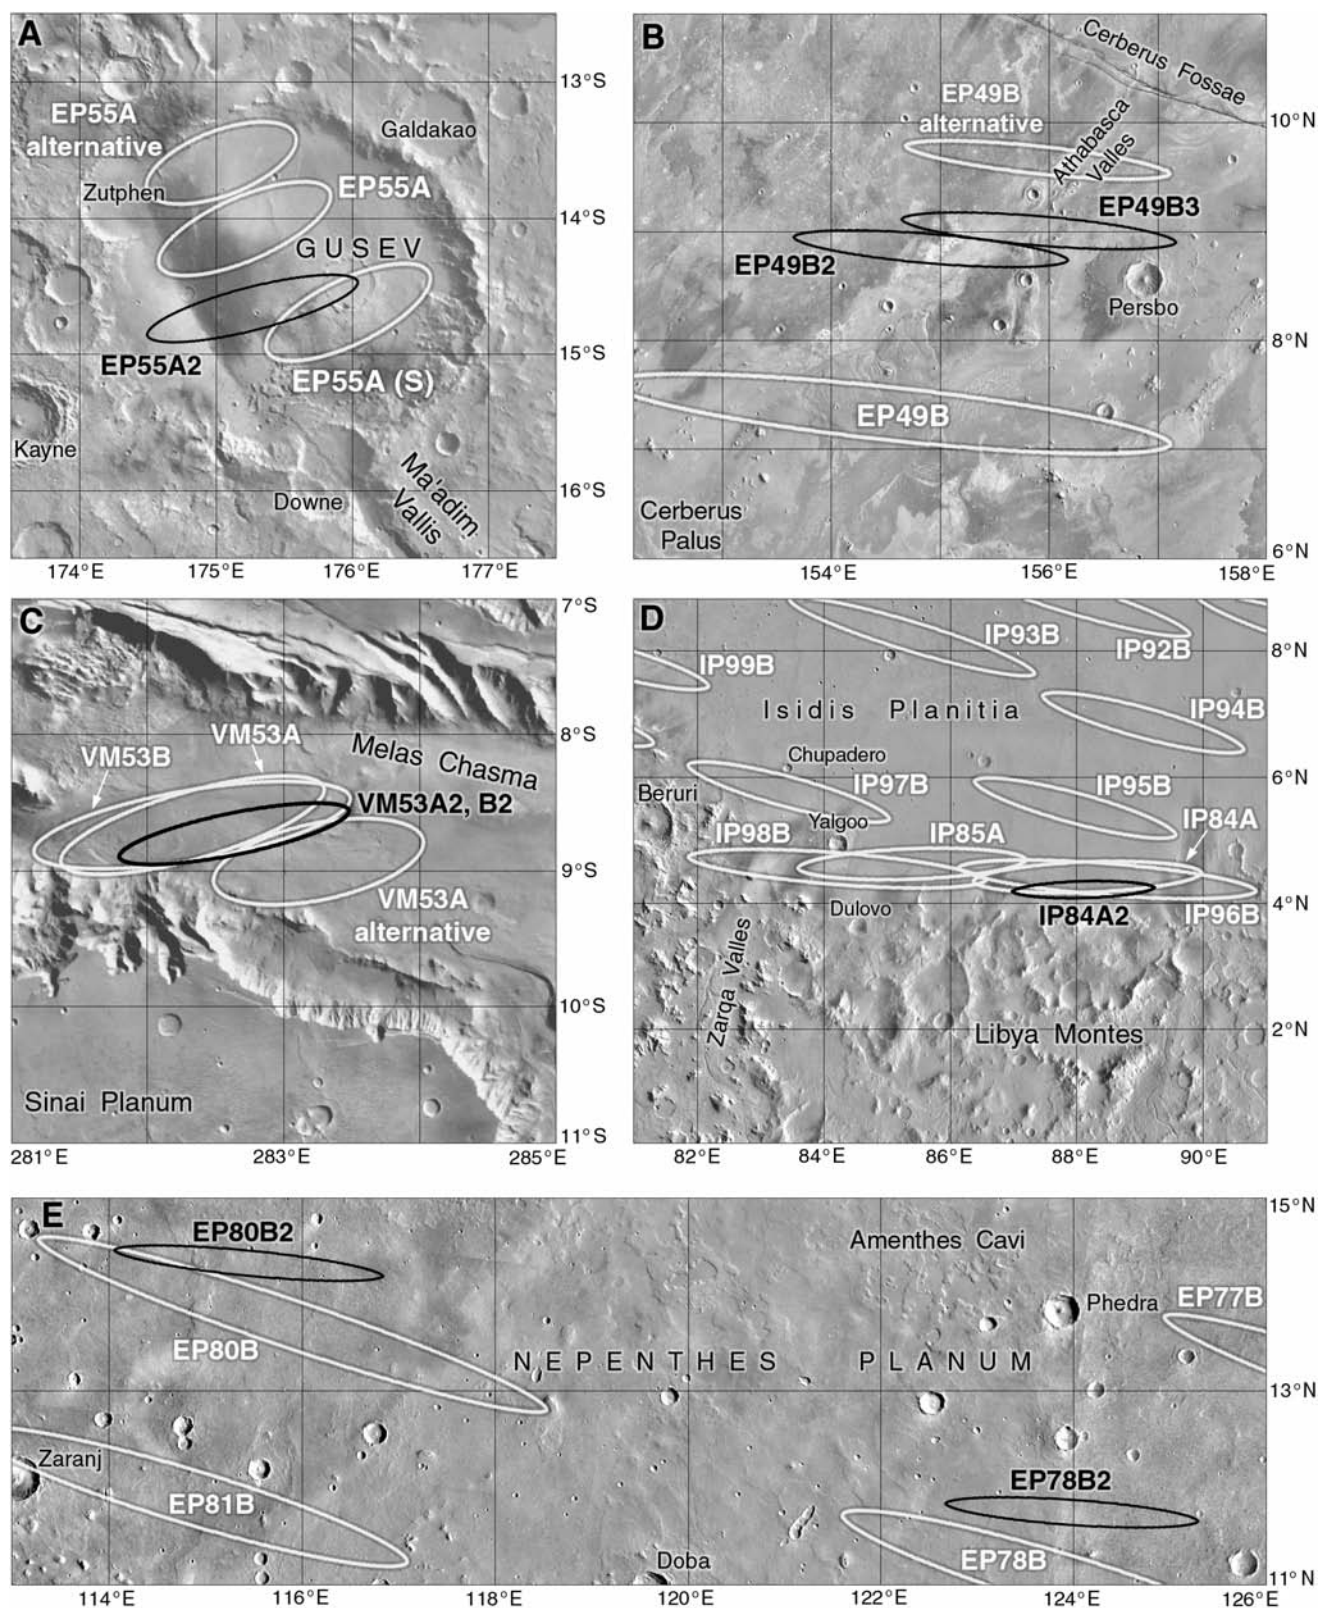 A
EP55A
alternative
Galdakao
Zutphen
EP55A
GUSEV
EP55A2
EP55A (S)
Kayne
Downe
Ma'adim
Vallis
13°S
14°S
15°S
16°S
174°E
175°E
176°E
177°E
B
Cerberus Fossae
EP49B
alternative
Athabasca
Valles
EP49B3
EP49B2
Persbo
EP49B
Cerberus
Palus
10°N
8°N
6°N
154°E
156°E
158°E
C
VM53A
VM53B
Melas Chasma
VM53A2, B2
VM53A
alternative
Sinai Planum
7°S
8°S
9°S
10°S
11°S
281°E
283°E
285°E
D
IP93B
IP92B
IP99B
Isidis Planitia
IP94B
Chupadero
IP97B
IP95B
Beruri
Yalgoo
IP84A
IP98B
IP85A
Dulovo
IP84A2
IP96B
Zarqa Valles
Libya Montes
8°N
6°N
4°N
2°N
82°E
84°E
86°E
88°E
90°E
E
EP80B2
Amenthes Cavi
Phedra
EP77B
EP80B
NEPENTHES PLANUM
Zaranj
EP81B
EP78B2
EP78B
Doba
15°N
13°N
11°N
114°E
116°E
118°E
120°E
122°E
124°E
126°E